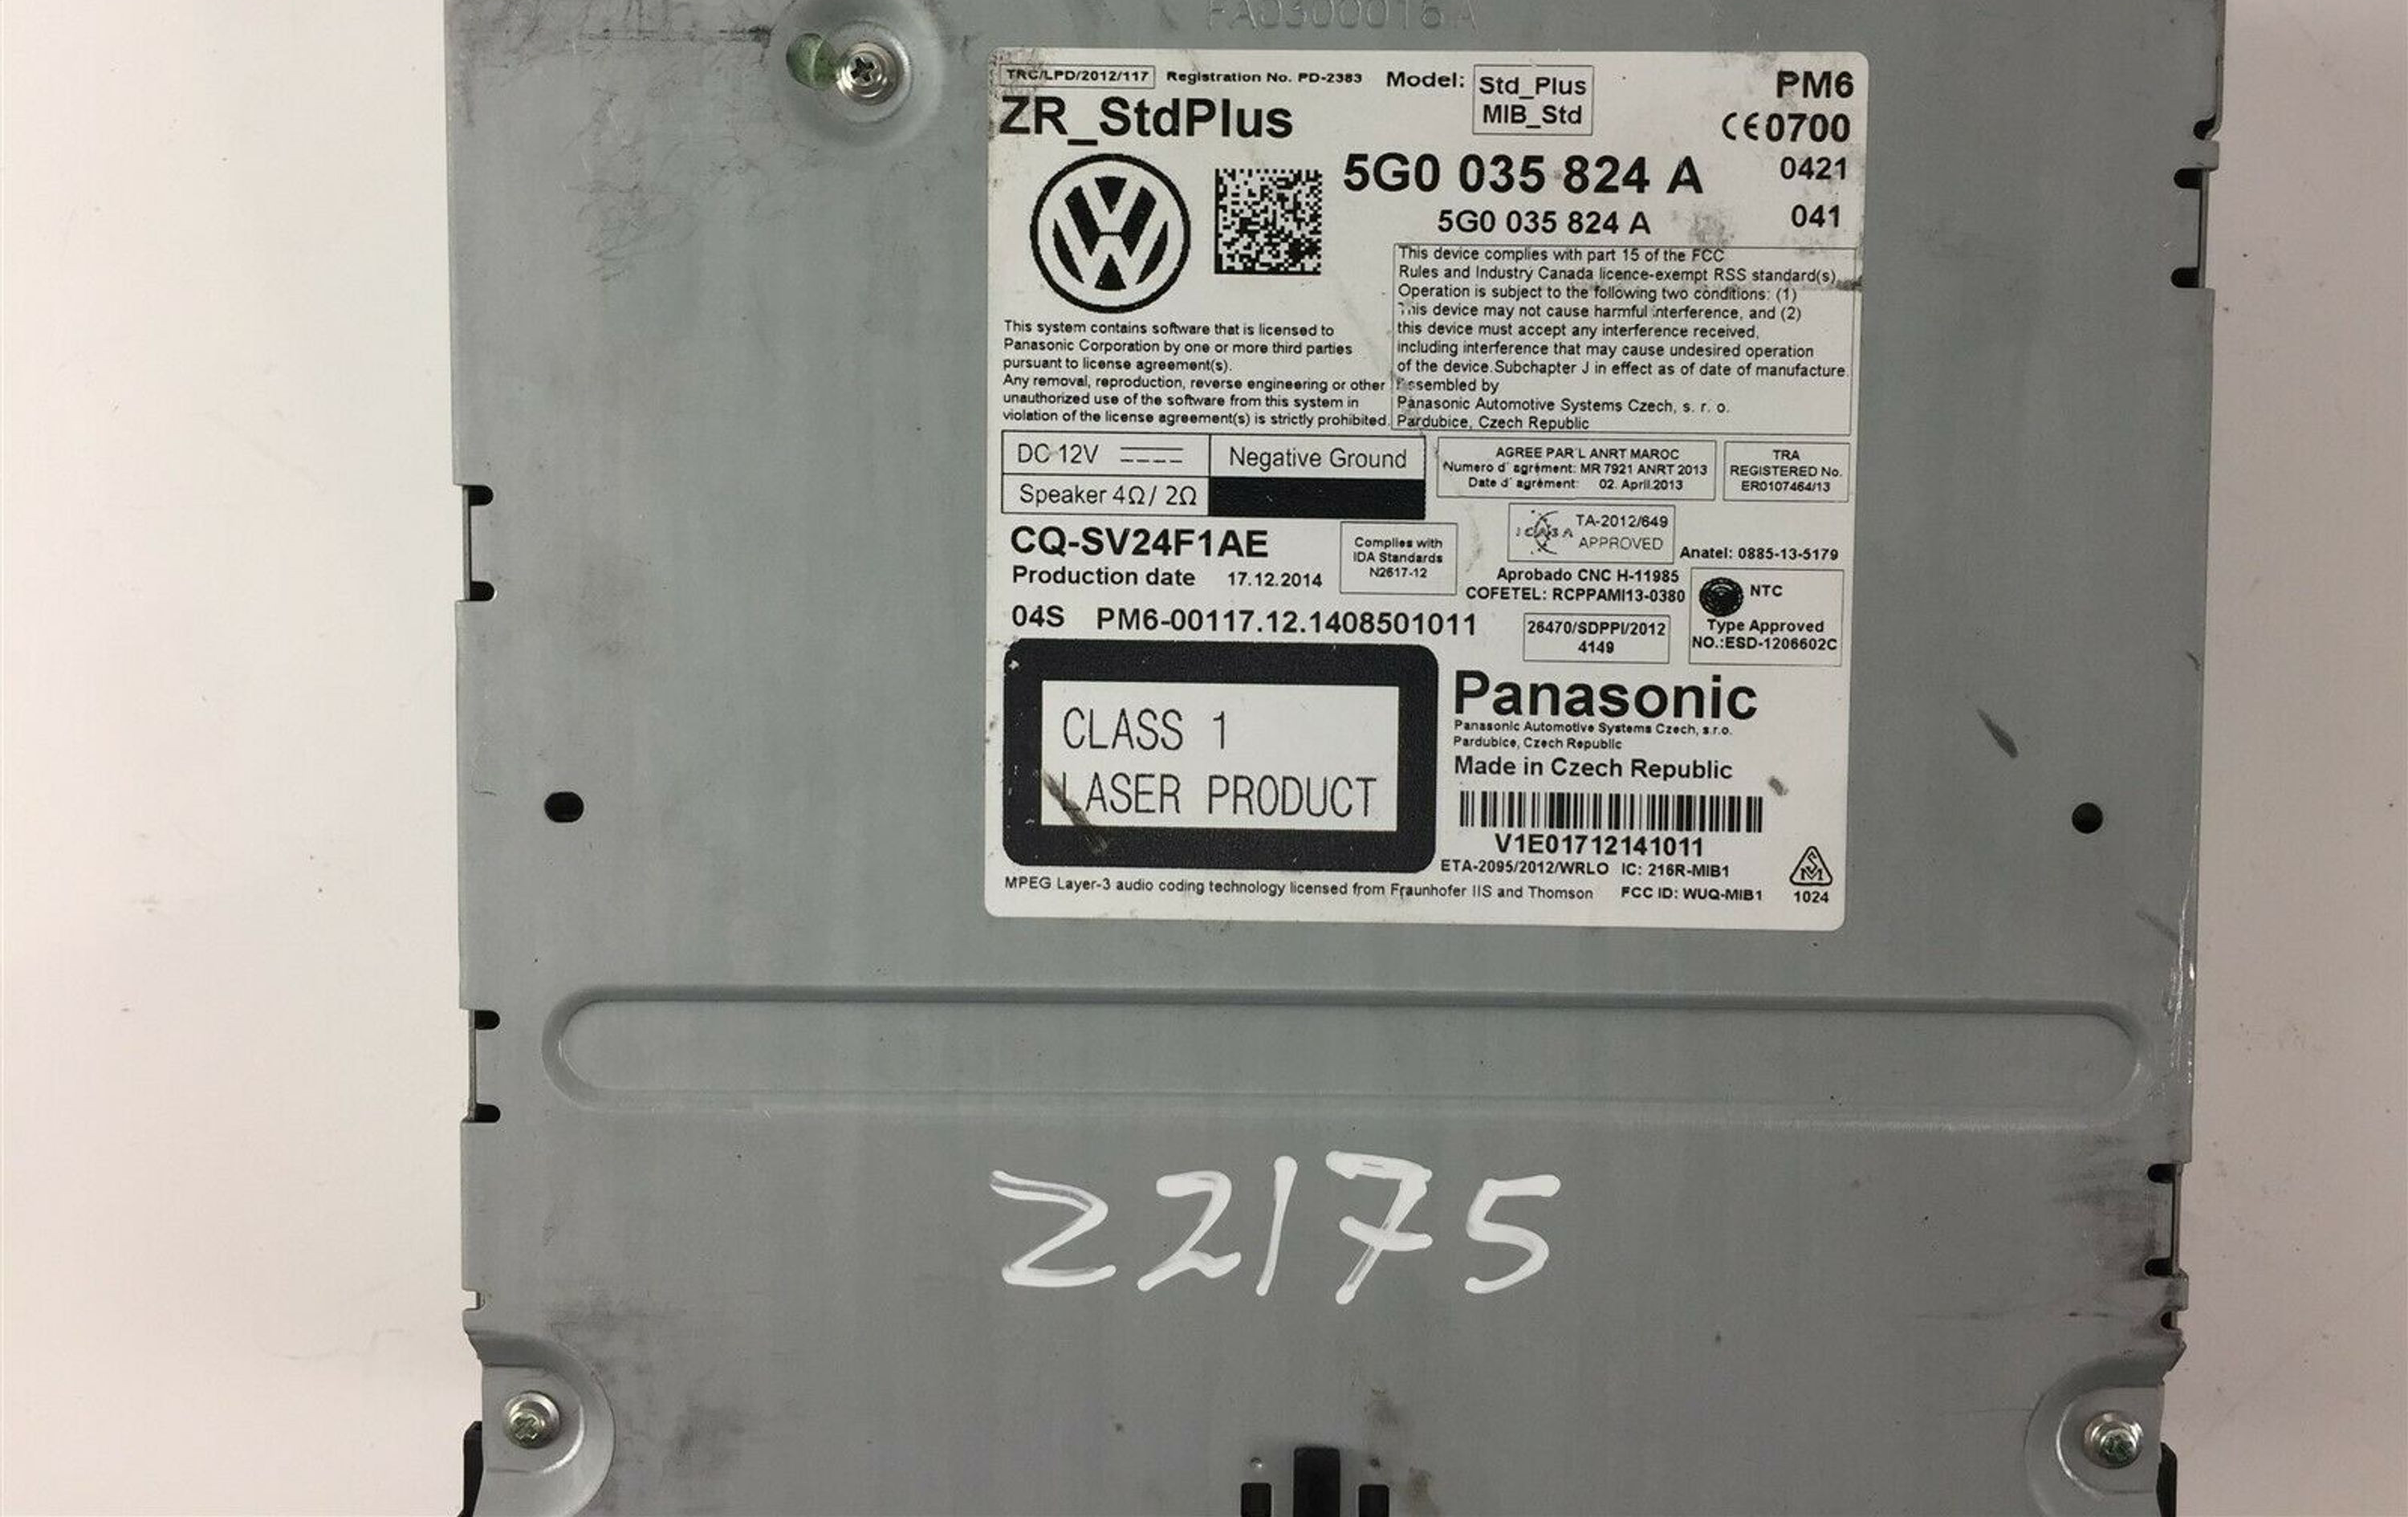 FA0300016A
TRC/LPD/2012/117 Registration No. PD-2383 Model: Std_Plus
MIB_Std
PM6
ZR_StdPlus
CE0700
5G0 035 824 A
0421
5G0 035 824 A
041
This device complies with part 15 of the FCC
Rules and Industry Canada licence-exempt RSS standard(s).
Operation is subject to the following two conditions: (1)
This device may not cause harmful interference, and (2)
this device must accept any interference received,
including interference that may cause undesired operation
of the device.Subchapter J in effect as of date of manufacture.
Assembled by
Panasonic Automotive Systems Czech, s. r. o.
Pardubice, Czech Republic
This system contains software that is licensed to
Panasonic Corporation by one or more third parties
pursuant to license agreement(s).
Any removal, reproduction, reverse engineering or other
unauthorized use of the software from this system in
violation of the license agreement(s) is strictly prohibited.
DC 12V
Negative Ground
Speaker 4Ω/ 2Ω
AGREE PAR L ANRT MAROC
Numero d' agrément: MR 7921 ANRT 2013
Date d' agrément: 02. April.2013
TRA
REGISTERED No.
ER0107464/13
CQ-SV24F1AE
Complies with
IDA Standards
N2617-12
ICASA
TA-2012/649
APPROVED
Anatel: 0885-13-5179
Production date 17.12.2014
Aprobado CNC H-11985
COFETEL: RCPPAMI13-0380
NTC
Type Approved
NO.:ESD-1206602C
04S PM6-00117.12.1408501011
26470/SDPPI/2012
4149
CLASS 1
LASER PRODUCT
Panasonic
Panasonic Automotive Systems Czech, s.r.o.
Pardubice, Czech Republic
Made in Czech Republic
V1E01712141011
ETA-2095/2012/WRLO IC: 216R-MIB1
MPEG Layer-3 audio coding technology licensed from Fraunhofer IIS and Thomson FCC ID: WUQ-MIB1
1024
22175